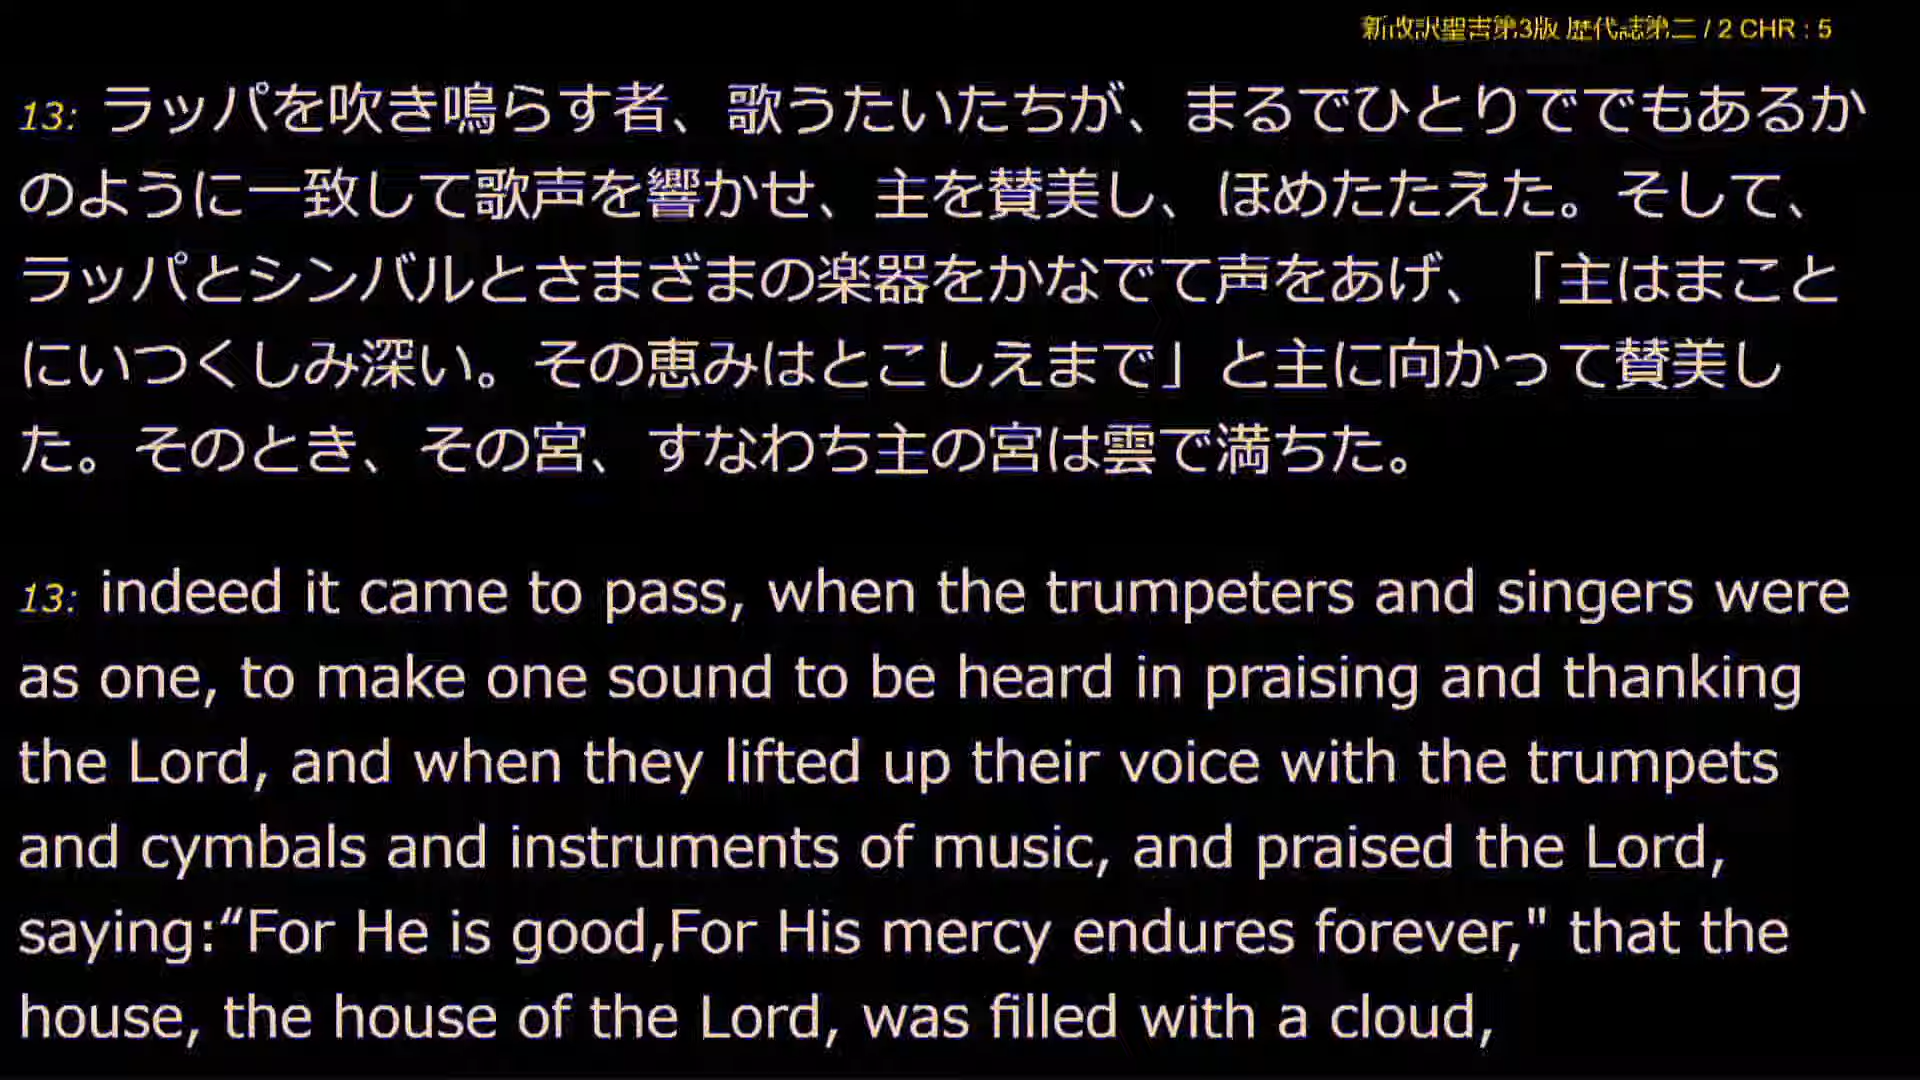 新改訳聖書第3版 歴代誌第二 / 2 CHR : 5
13: ラッパを吹き鳴らす者、歌うたいたちが、まるでひとりででもあるか
のように一致して歌声を響かせ、主を賛美し、ほめたたえた。そして、
ラッパとシンバルとさまざまの楽器をかなでて声をあげ、「主はまこと
にいつくしみ深い。その恵みはとこしえまで」と主に向かって賛美し
た。そのとき、その宮、すなわち主の宮は雲で満ちた。
13: indeed it came to pass, when the trumpeters and singers were
as one, to make one sound to be heard in praising and thanking
the Lord, and when they lifted up their voice with the trumpets
and cymbals and instruments of music, and praised the Lord,
saying:“For He is good,For His mercy endures forever," that the
house, the house of the Lord, was filled with a cloud,